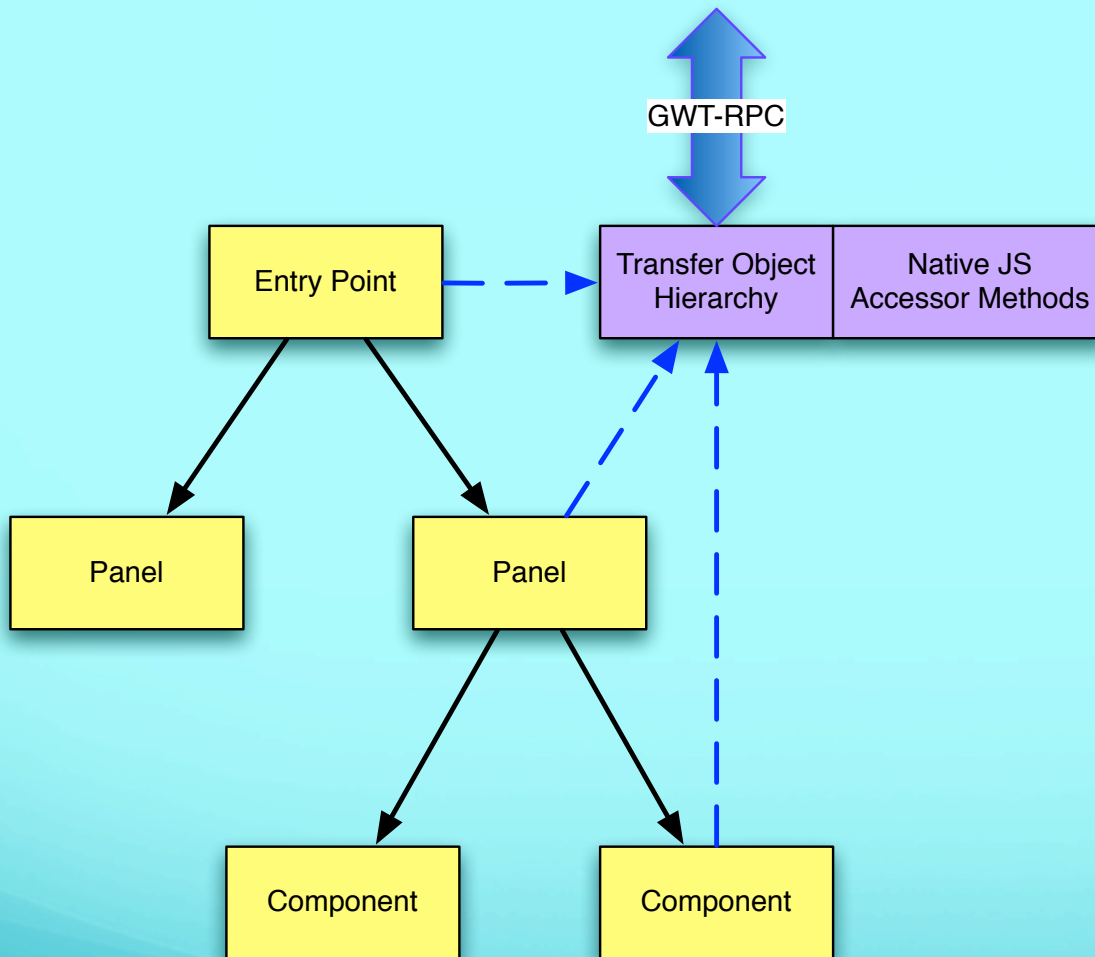 GWT-RPC
Entry Point
Transfer Object
Hierarchy
Native JS
Accessor Methods
Panel
Panel
Component
Component